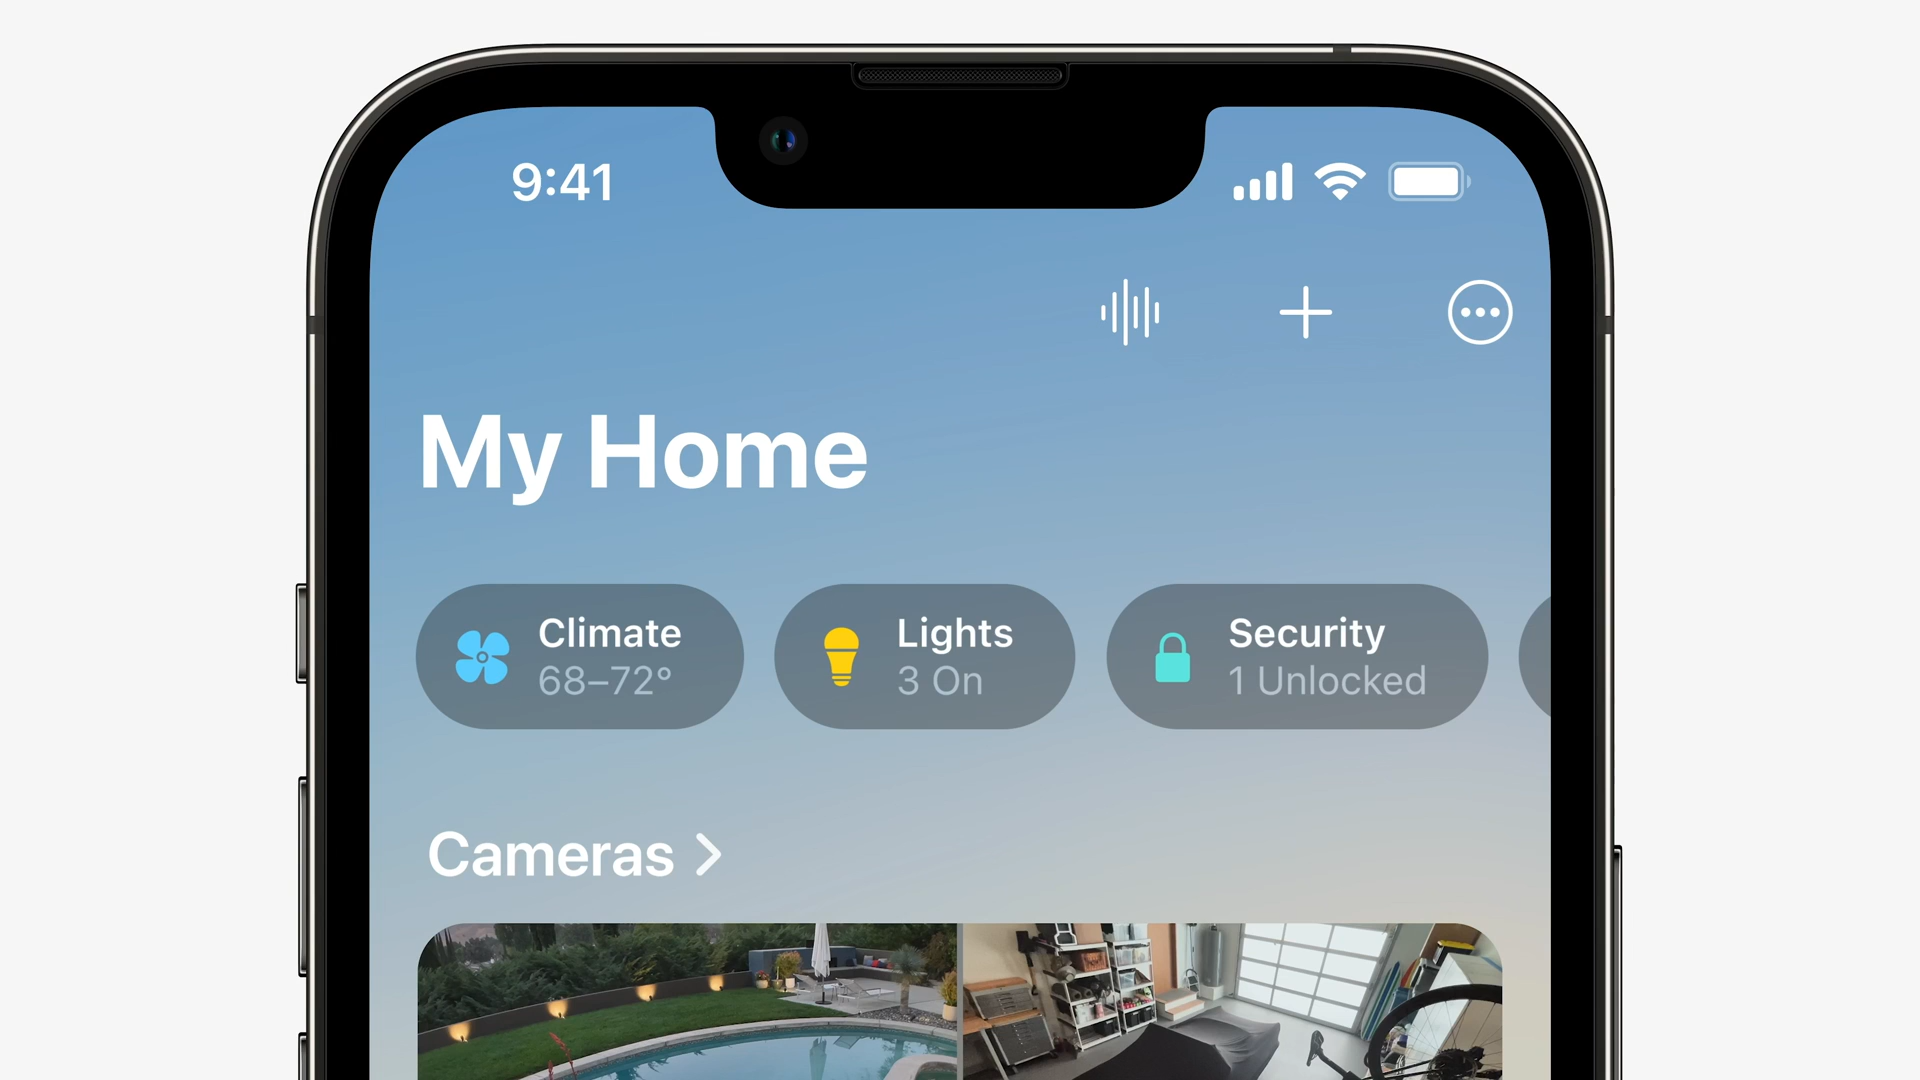 9:41
My Home
Climate
68–72°
Lights
3 On
Security
1 Unlocked
Cameras